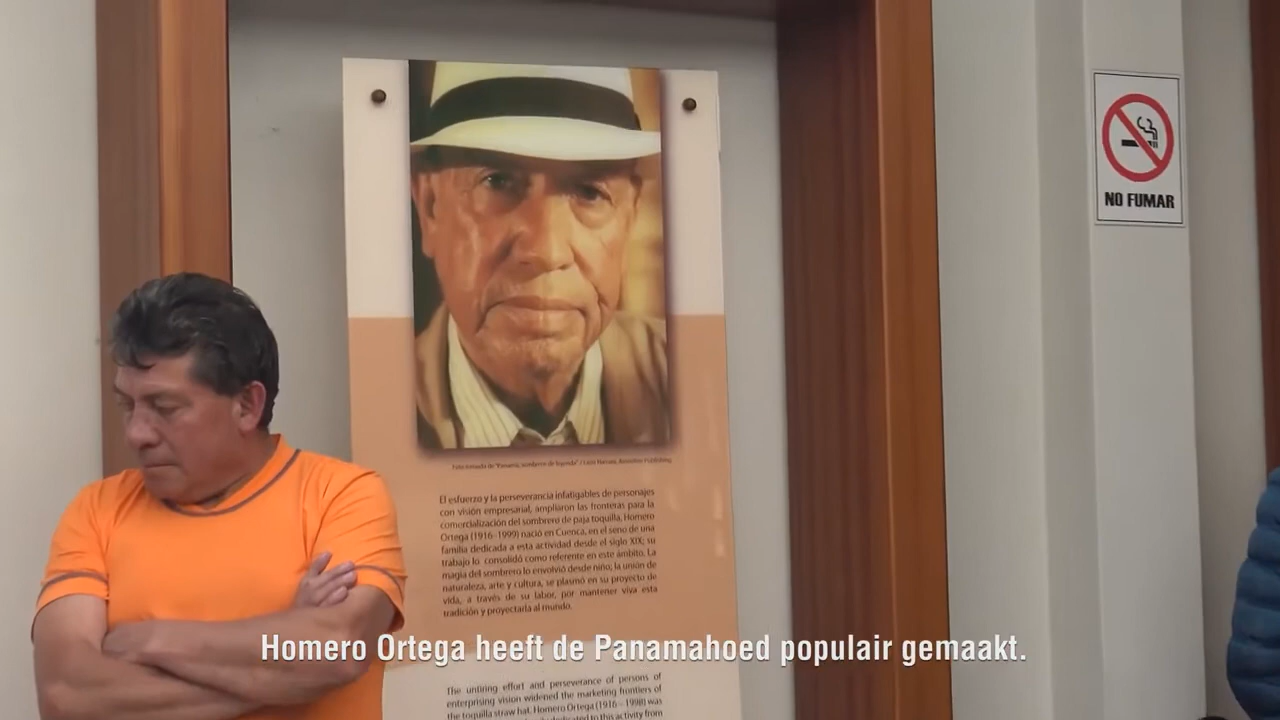 NO FUMAR
El esfuerzo y la perseverancia infatigables de personajes
con visión empresarial, ampliaron las fronteras para la
comercialización del sombrero de paja toquilla. Homero
Ortega (1916-1999) nació en Cuenca, en el seno de una
familia dedicada a esta actividad desde el siglo XIX; su
trabajo lo consolidó como referente en este ámbito. La
magia del sombrero lo envolvió desde niño; la unión de
naturaleza, arte y cultura, se plasmó en su proyecto de
vida, a través de su labor, por mantener viva esta
tradición y proyectarla al mundo.
Homero Ortega heeft de Panamahoed populair gemaakt.
The untiring effort and perseverance of persons of
enterprising vision widened the marketing frontiers of
the toquilla straw hat. Homero Ortega (1916 - 1998) was
dedicated to this activity from